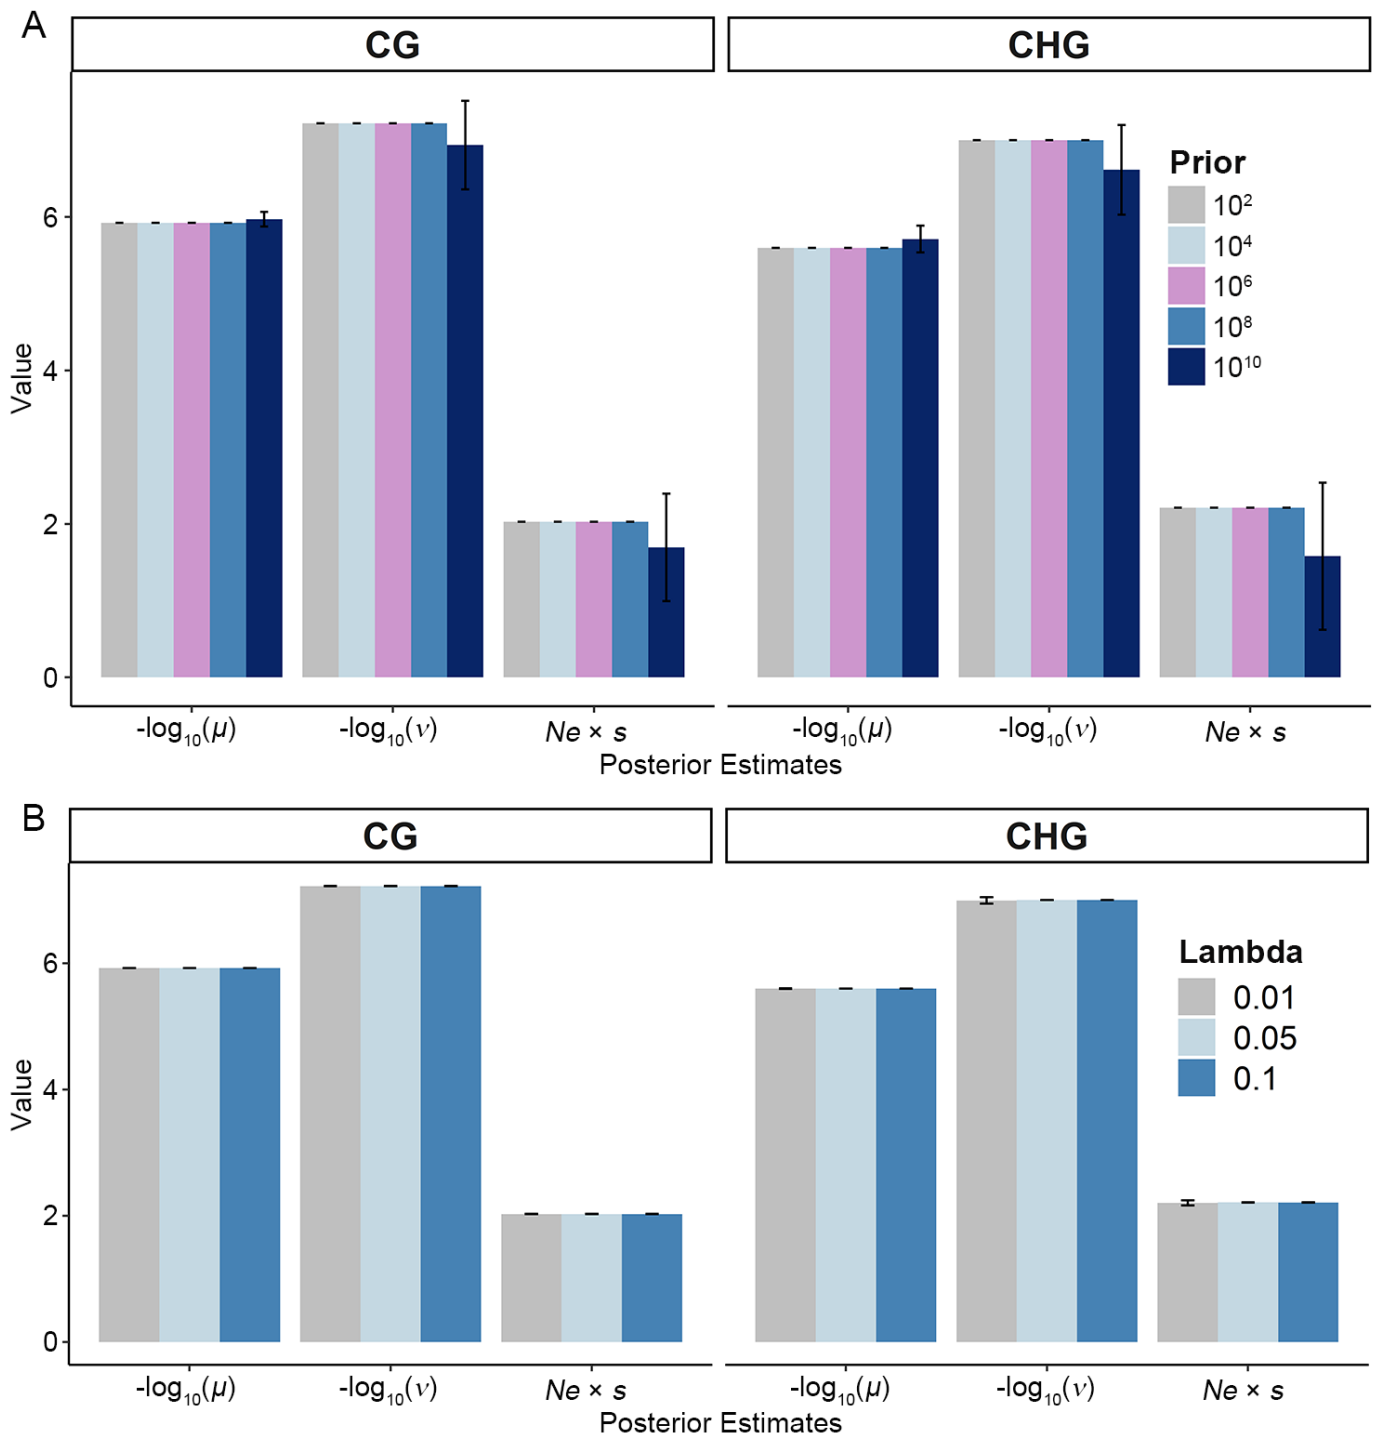 A
CG
CHG
Value
6
4
2
0
Prior
10²
10⁴
10⁶
10⁸
10¹⁰
-log₁₀(μ)
-log₁₀(ν)
Ne × s
-log₁₀(μ)
-log₁₀(ν)
Ne × s
Posterior Estimates
B
CG
CHG
Value
6
4
2
0
Lambda
0.01
0.05
0.1
-log₁₀(μ)
-log₁₀(ν)
Ne × s
-log₁₀(μ)
-log₁₀(ν)
Ne × s
Posterior Estimates